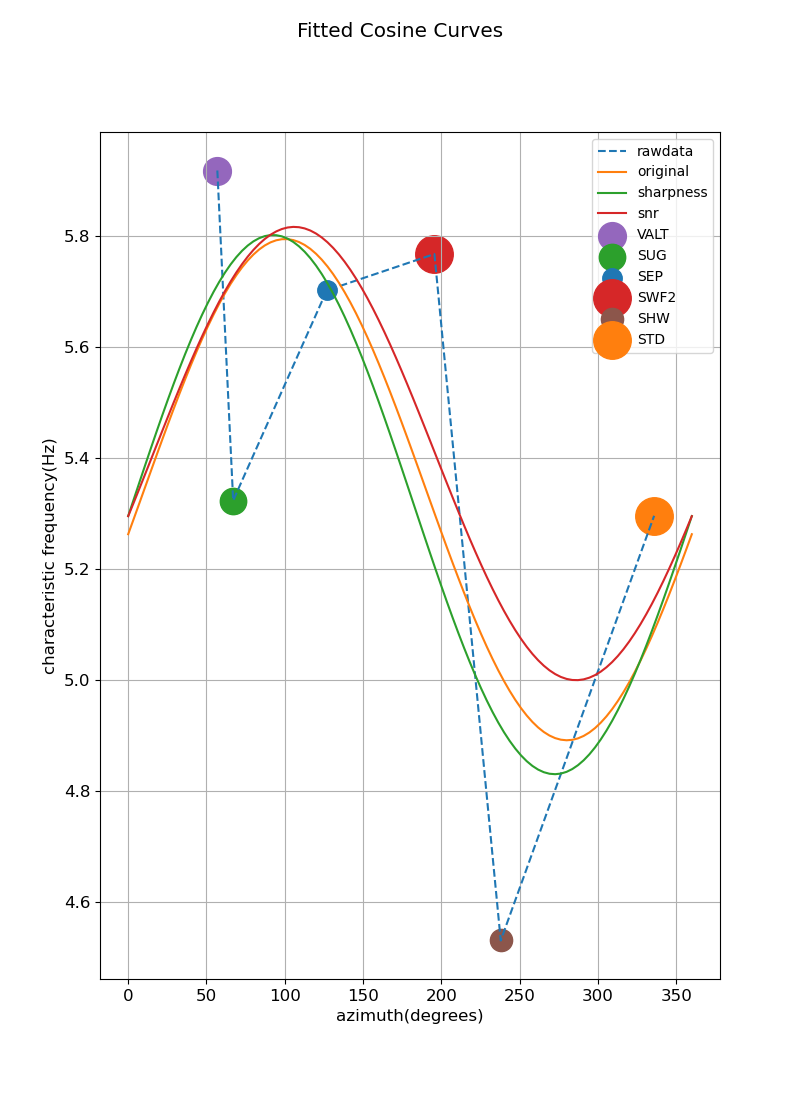 Fitted Cosine Curves
rawdata
original
sharpness
snr
VALT
SUG
SEP
SWF2
SHW
STD
characteristic frequency(Hz)
5.8
5.6
5.4
5.2
5.0
4.8
4.6
0 50 100 150 200 250 300 350
azimuth(degrees)